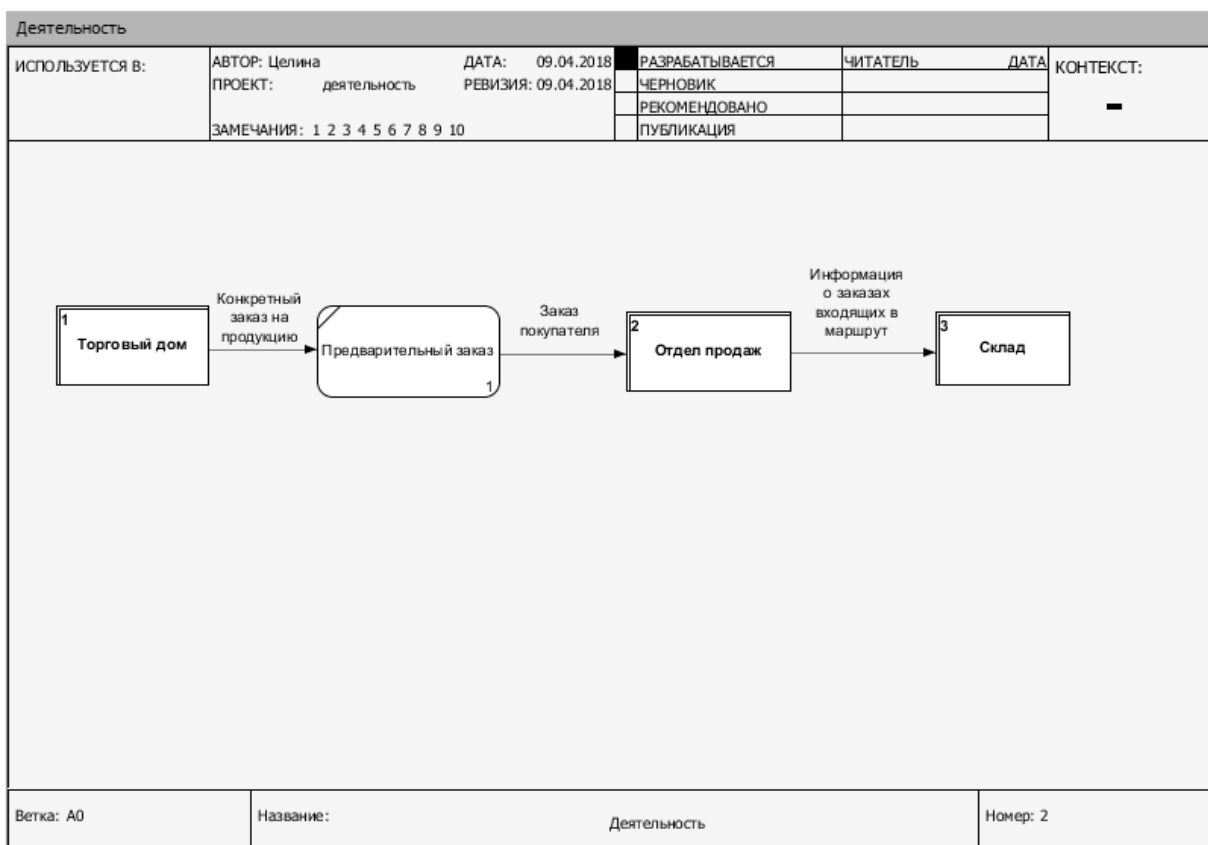 Деятельность
ИСПОЛЬЗУЕТСЯ В:
АВТОР: Целина
ДАТА: 09.04.2018
ПРОЕКТ: деятельность
РЕВИЗИЯ: 09.04.2018
ЗАМЕЧАНИЯ: 1 2 3 4 5 6 7 8 9 10
РАЗРАБАТЫВАЕТСЯ
ЧЕРНОВИК
РЕКОМЕНДОВАНО
ПУБЛИКАЦИЯ
ЧИТАТЕЛЬ ДАТА
КОНТЕКСТ:
1
Торговый дом
Конкретный
заказ на
продукцию
Предварительный заказ
1
Заказ
покупателя
2
Отдел продаж
Информация
о заказах
входящих в
маршрут
3
Склад
Ветка: A0
Название:
Деятельность
Номер: 2